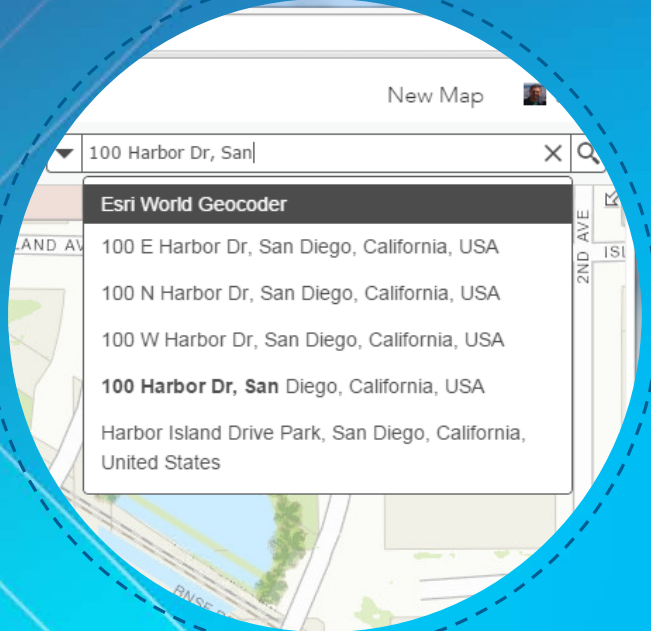 New Map
100 Harbor Dr, San
Esri World Geocoder
100 E Harbor Dr, San Diego, California, USA
100 N Harbor Dr, San Diego, California, USA
100 W Harbor Dr, San Diego, California, USA
100 Harbor Dr, San Diego, California, USA
Harbor Island Drive Park, San Diego, California,
United States
LAND AV
2ND AVE
ISL
BNSF